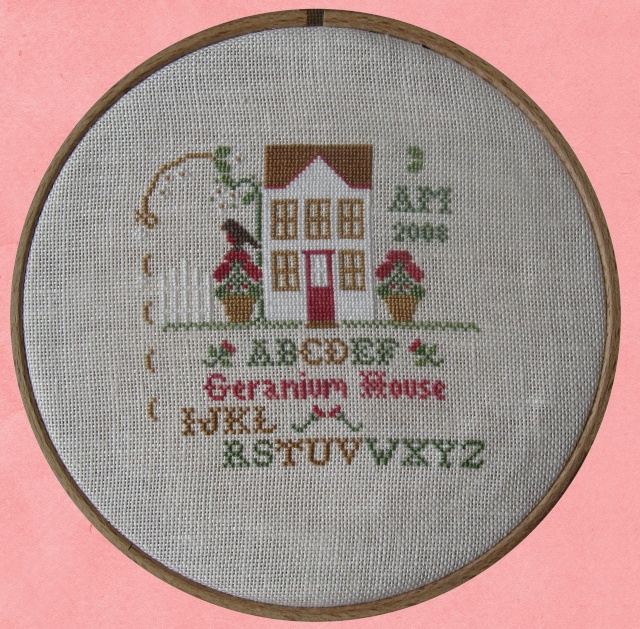 AM
2008
ABCDEF
Geranium House
IJKL
RSTUVWXYZ